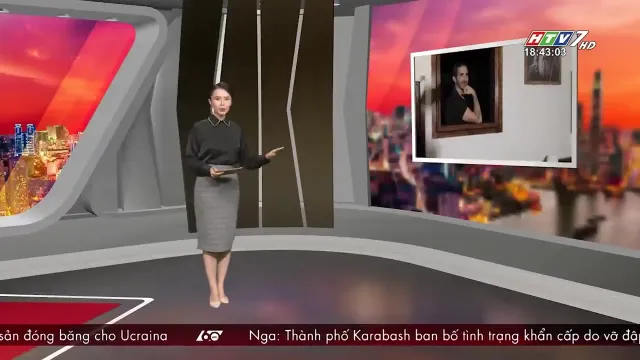 HTV7 HD
18:43:03
sản đóng băng cho Ucraina 60 Nga: Thành phố Karabash ban bố tình trạng khẩn cấp do vỡ đậ